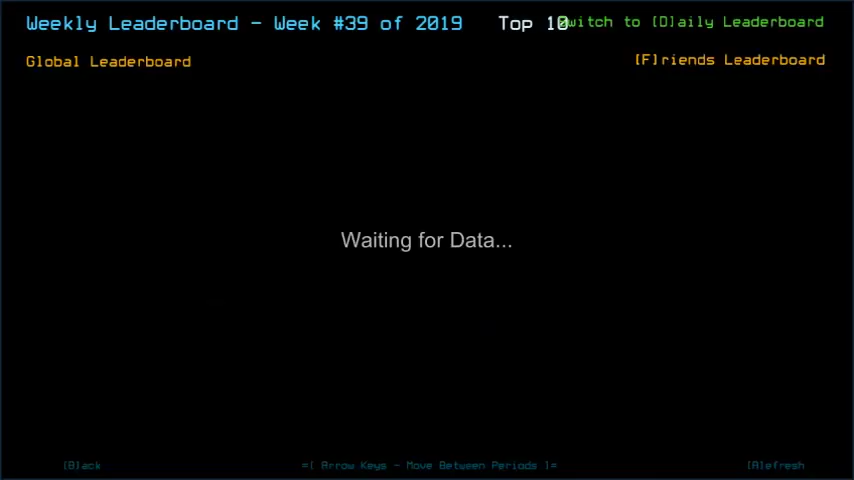 Weekly Leaderboard - Week #39 of 2019 Top 10 Switch to [D]aily Leaderboard
Global Leaderboard [F]riends Leaderboard
Waiting for Data...
[B]ack =[ Arrow Keys - Move Between Periods ]= [R]efresh